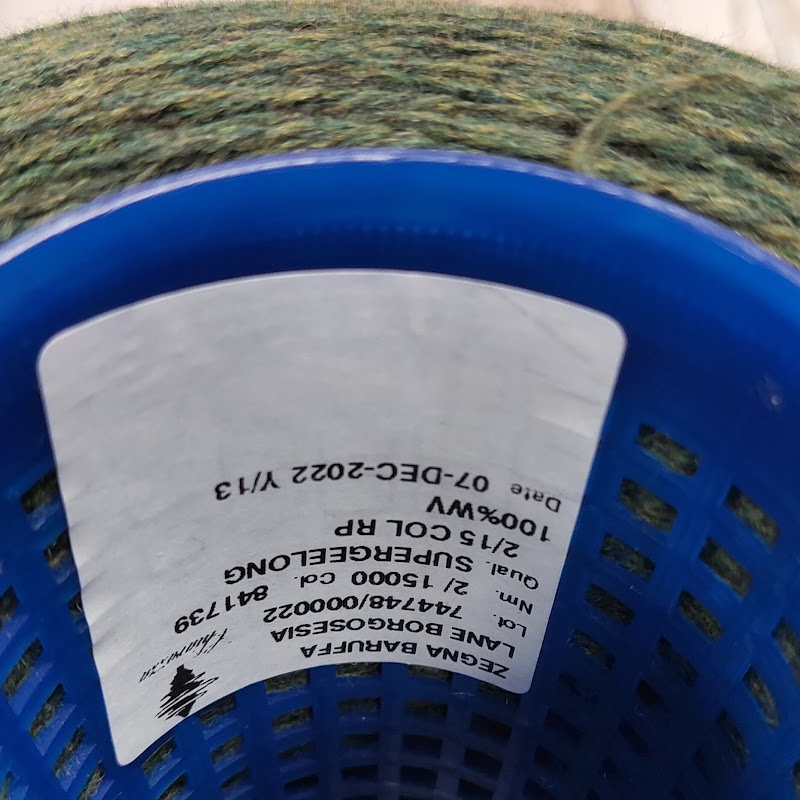 ZEGNA BARUFFA
LANE BORGOSESIA
Lot. 744748/000022
Nm. 2/ 15000 Col. 841739
Qual. SUPERGEELONG
2/15 COL RP
100%WV
Date 07-DEC-2022 Y/13